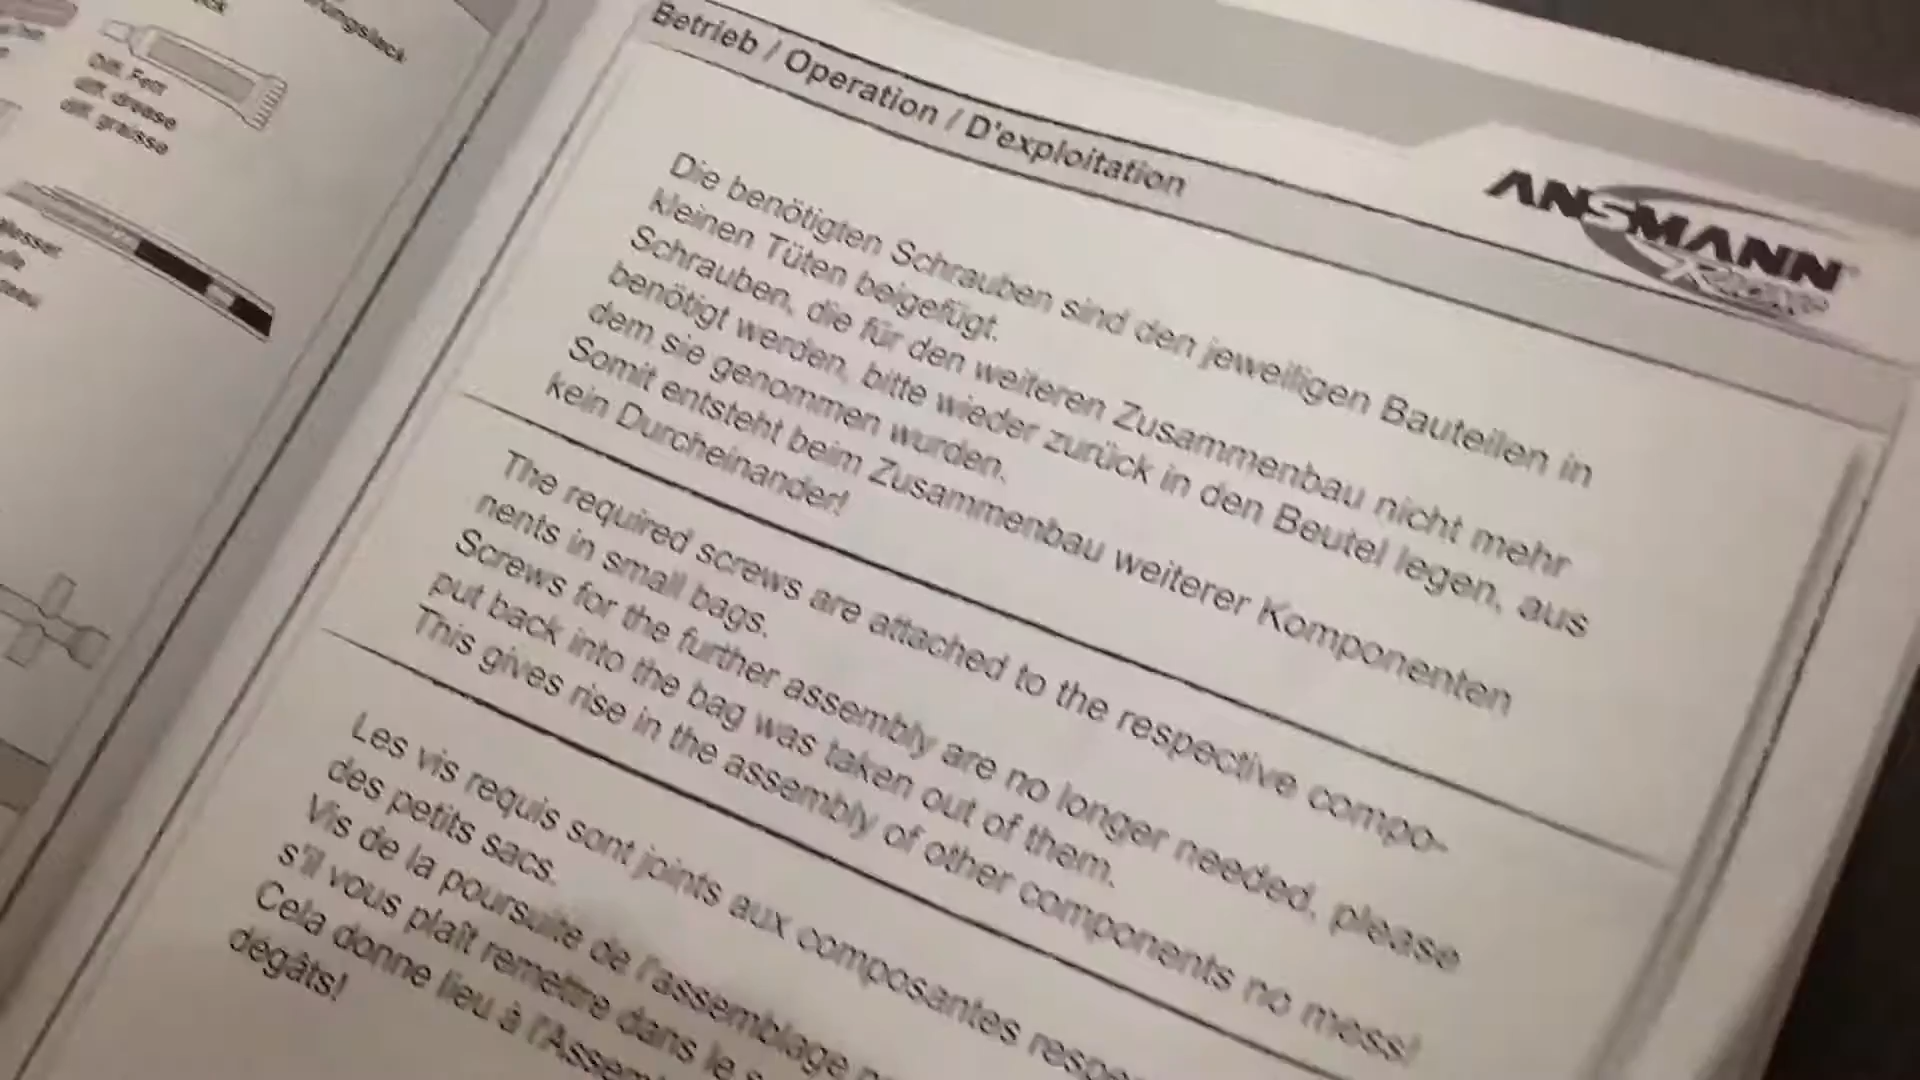 Diff. Fett
diff. drease
diff. graisse
Betrieb / Operation / D'exploitation
ANSMANN
Die benötigten Schrauben sind den jeweiligen Bauteilen in
kleinen Tüten beigefügt.
Schrauben, die für den weiteren Zusammenbau nicht mehr
benötigt werden, bitte wieder zurück in den Beutel legen, aus
dem sie genommen wurden.
Somit entsteht beim Zusammenbau weiterer Komponenten
kein Durcheinander!
The required screws are attached to the respective compo-
nents in small bags.
Screws for the further assembly are no longer needed, please
put back into the bag was taken out of them.
This gives rise in the assembly of other components no mess!
Les vis requis sont joints aux composantes respe
des petits sacs.
Vis de la poursuite de l'assemblage
s'il vous plaît remettre dans le s
Cela donne lieu à l'Assem
dégâts!